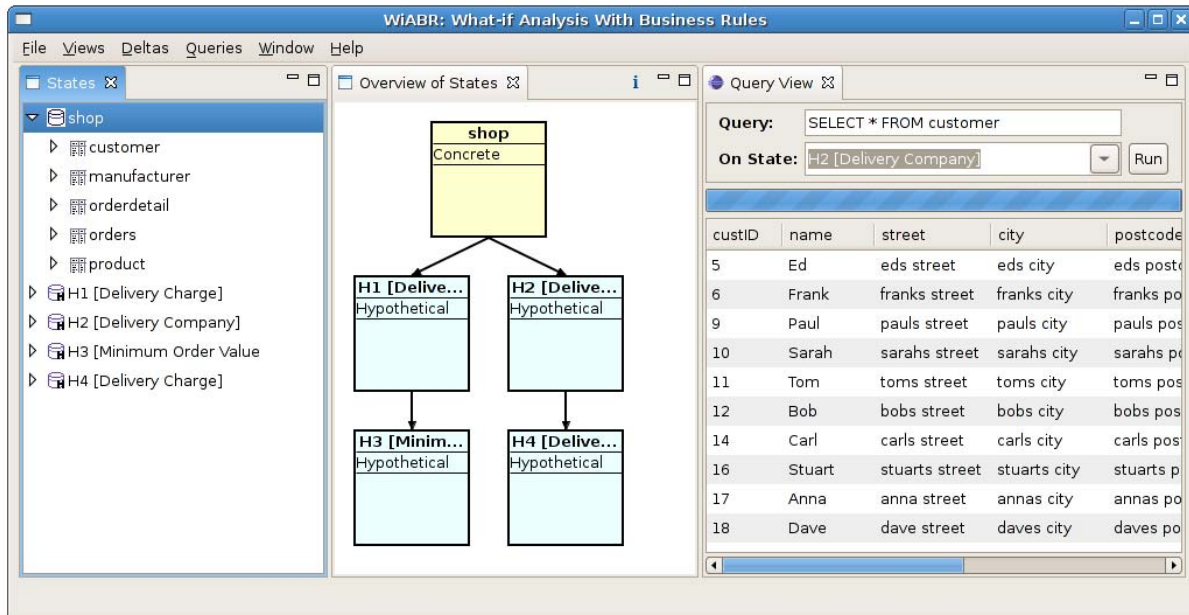 WiABR: What-if Analysis With Business Rules
File Views Deltas Queries Window Help
States
shop
customer
manufacturer
orderdetail
orders
product
H1 [Delivery Charge]
H2 [Delivery Company]
H3 [Minimum Order Value
H4 [Delivery Charge]
Overview of States
shop
Concrete
H1 [Delive... H2 [Delive...
Hypothetical Hypothetical
H3 [Minim... H4 [Delive...
Hypothetical Hypothetical
Query View
Query: SELECT * FROM customer
On State: H2 [Delivery Company] Run
custID name street city postcode
5 Ed eds street eds city eds postc
6 Frank franks street franks city franks po
9 Paul pauls street pauls city pauls pos
10 Sarah sarahs street sarahs city sarahs po
11 Tom toms street toms city toms pos
12 Bob bobs street bobs city bobs pos
14 Carl carls street carls city carls post
16 Stuart stuarts street stuarts city stuarts p
17 Anna anna street annas city annas po
18 Dave dave street daves city daves po